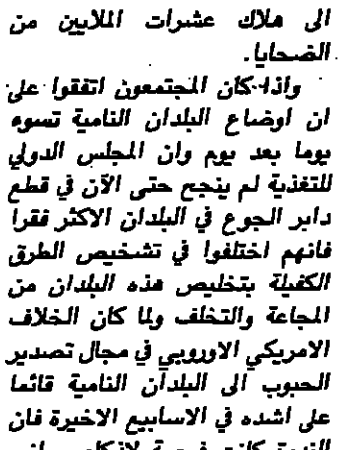 الى هلاك عشرات الملايين من
الضحايا.
واذا كان المجتمعون اتفقوا على
ان اوضاع البلدان النامية تسوء
يوما بعد يوم وان المجلس الدولي
للتغذية لم ينجح حتى الآن في قطع
دابر الجوع في البلدان الاكثر فقرا
فانهم اختلفوا في تشخيص الطرق
الكفيلة بتخليص هذه البلدان من
المجاعة والتخلف ولما كان الخلاف
الامريكي الاوروبي في مجال تصدير
الحبوب الى البلدان النامية قائما
على اشده في الاسابيع الاخيرة فان